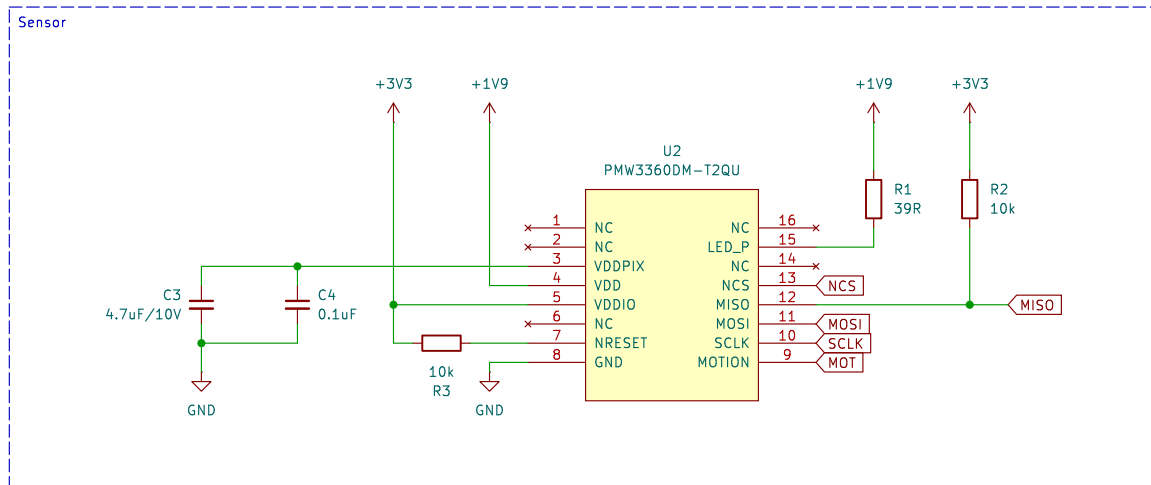 Sensor
+3V3
+1V9
+1V9
+3V3
U2
PMW3360DM-T2QU
R1
39R
R2
10k
1
NC
NC
16
2
NC
LED_P
15
3
VDDPIX
NC
14
4
VDD
NCS
13
NCS
5
VDDIO
MISO
12
MISO
6
NC
MOSI
11
MOSI
7
NRESET
SCLK
10
SCLK
8
GND
MOTION
9
MOT
C3
4.7uF/10V
C4
0.1uF
10k
R3
GND
GND